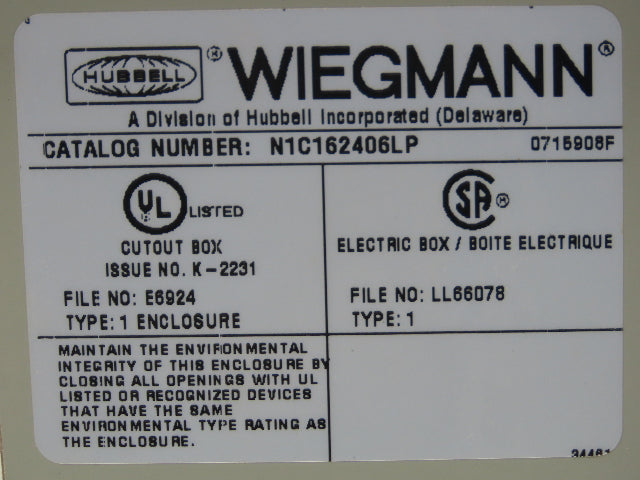 HUBBELL ® WIEGMANN ®
A Division of Hubbell Incorporated (Delaware)
CATALOG NUMBER: N1C162406LP 0715908F
UL LISTED
CUTOUT BOX
ISSUE NO. K-2231
FILE NO: E6924
TYPE: 1 ENCLOSURE
SA ®
ELECTRIC BOX / BOITE ELECTRIQUE
FILE NO: LL66078
TYPE: 1
MAINTAIN THE ENVIRONMENTAL
INTEGRITY OF THIS ENCLOSURE BY
CLOSING ALL OPENINGS WITH UL
LISTED OR RECOGNIZED DEVICES
THAT HAVE THE SAME
ENVIRONMENTAL TYPE RATING AS
THE ENCLOSURE.